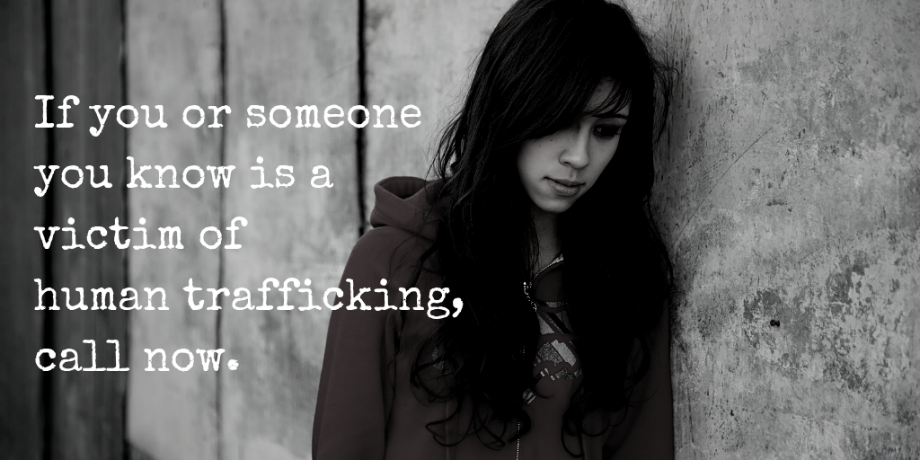 If you or someone
you know is a
victim of
human trafficking,
call now.